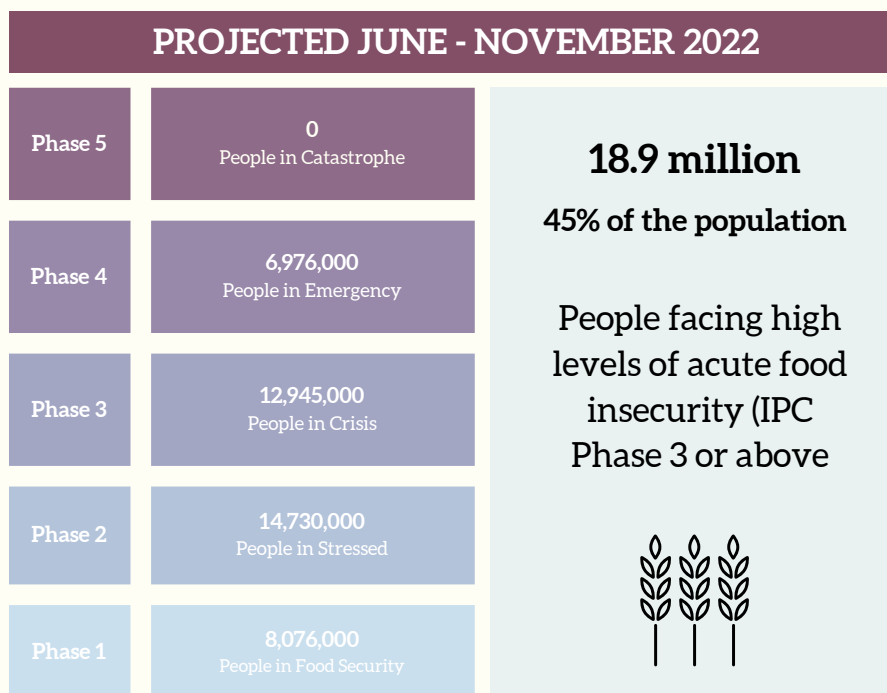 PROJECTED JUNE - NOVEMBER 2022
Phase 5
0
People in Catastrophe
Phase 4
6,976,000
People in Emergency
Phase 3
12,945,000
People in Crisis
Phase 2
14,730,000
People in Stressed
Phase 1
8,076,000
People in Food Security
18.9 million
45% of the population
People facing high
levels of acute food
insecurity (IPC
Phase 3 or above